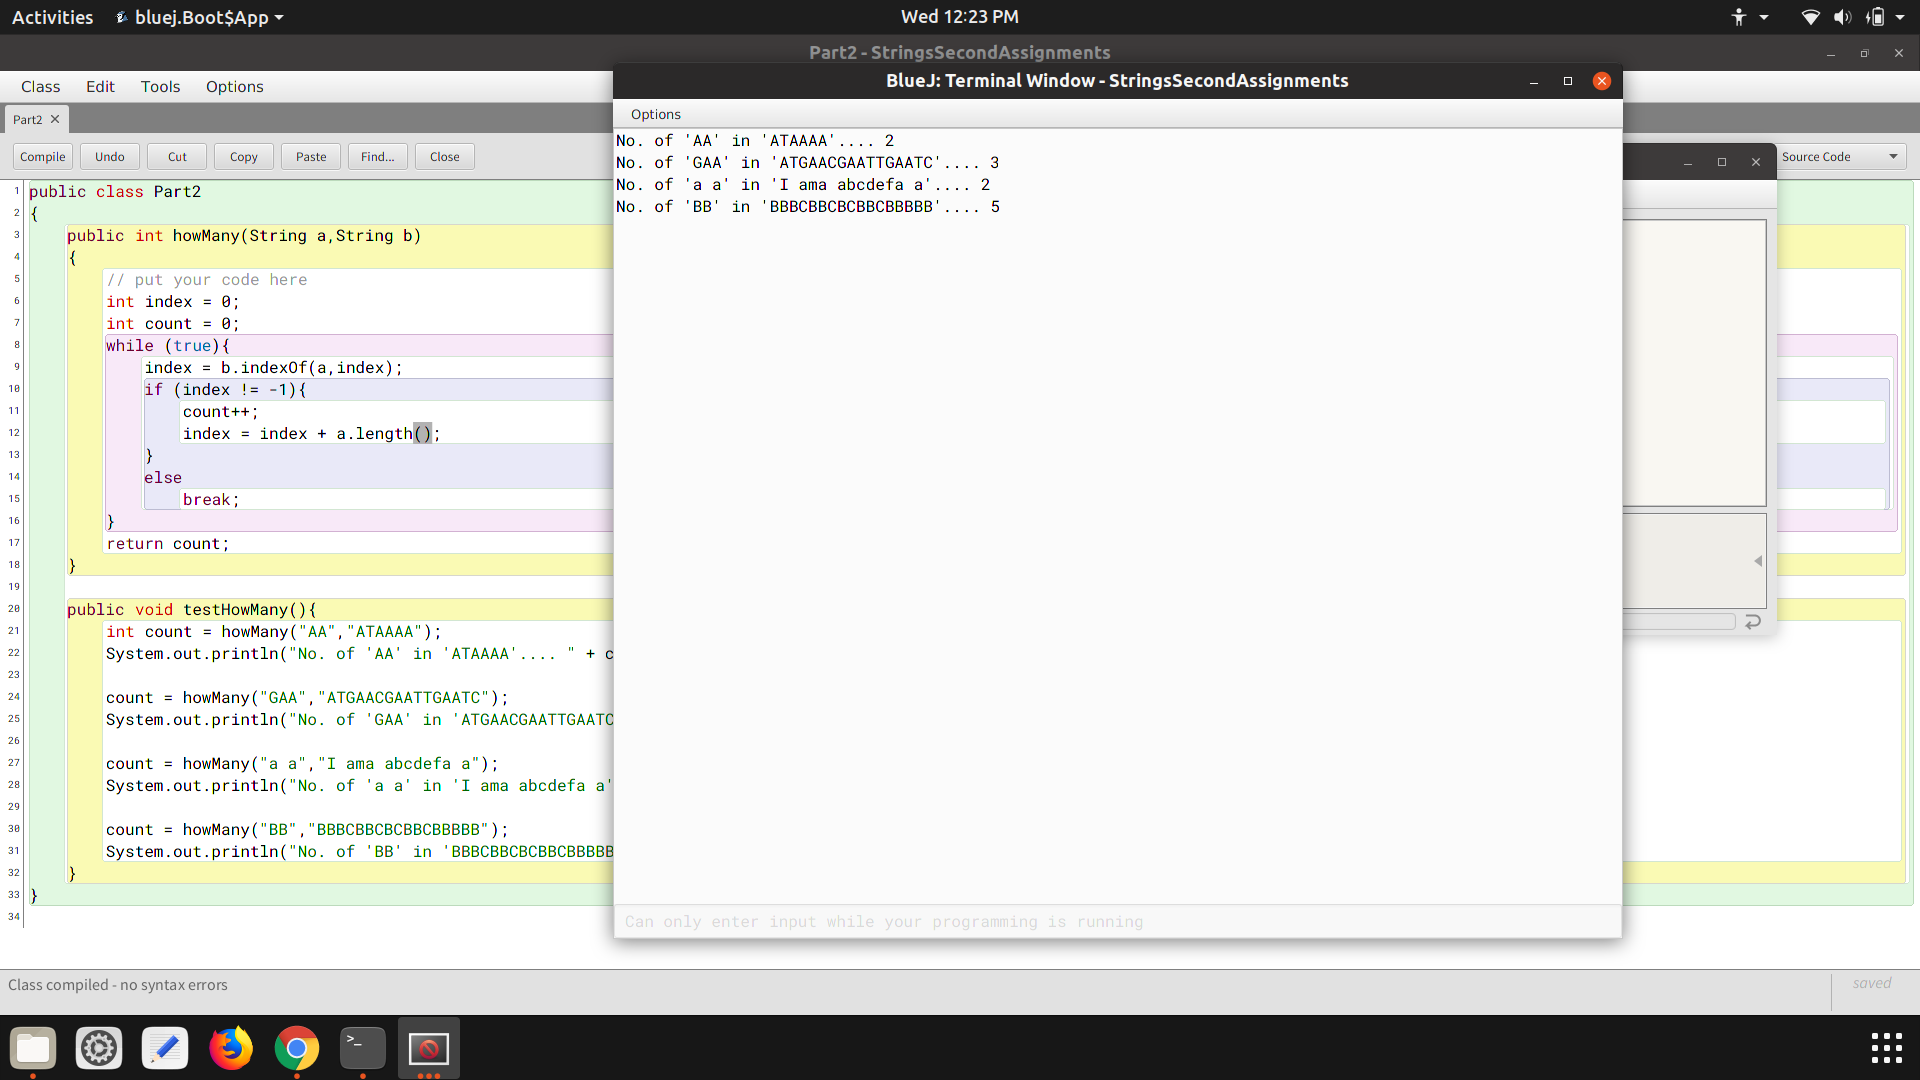 Activities bluej.Boot$App Wed 12:23 PM
Part2 - StringsSecondAssignments
Class Edit Tools Options
Part2
Compile Undo Cut Copy Paste Find... Close Source Code
1 public class Part2
2 {
3 public int howMany(String a,String b)
4 {
5 // put your code here
6 int index = 0;
7 int count = 0;
8 while (true){
9 index = b.indexOf(a,index);
10 if (index != -1){
11 count++;
12 index = index + a.length();
13 }
14 else
15 break;
16 }
17 return count;
18 }
19
20 public void testHowMany(){
21 int count = howMany("AA","ATAAAA");
22 System.out.println("No. of 'AA' in 'ATAAAA'.... " + c
23
24 count = howMany("GAA","ATGAACGAATTGAATC");
25 System.out.println("No. of 'GAA' in 'ATGAACGAATTGAATC
26
27 count = howMany("a a","I ama abcdefa a");
28 System.out.println("No. of 'a a' in 'I ama abcdefa a'
29
30 count = howMany("BB","BBBCBBCBCBBCBBBBB");
31 System.out.println("No. of 'BB' in 'BBBCBBCBCBBCBBBBB
32 }
33 }
34
BlueJ: Terminal Window - StringsSecondAssignments
Options
No. of 'AA' in 'ATAAAA'.... 2
No. of 'GAA' in 'ATGAACGAATTGAATC'.... 3
No. of 'a a' in 'I ama abcdefa a'.... 2
No. of 'BB' in 'BBBCBBCBCBBCBBBBB'.... 5
Can only enter input while your programming is running
Class compiled - no syntax errors
saved